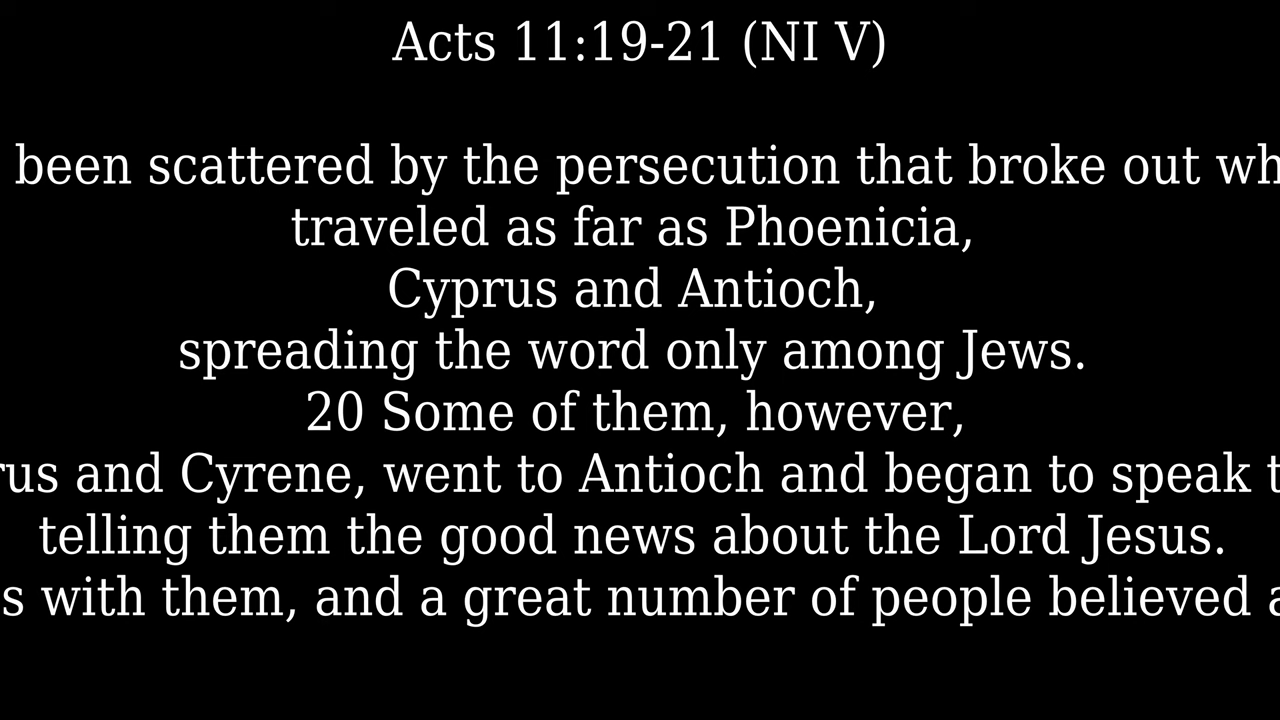 Acts 11:19-21 (NI V)
been scattered by the persecution that broke out
traveled as far as Phoenicia,
Cyprus and Antioch,
spreading the word only among Jews.
20 Some of them, however,
and Cyrene, went to Antioch and began to speak
telling them the good news about the Lord Jesus.
with them, and a great number of people believed